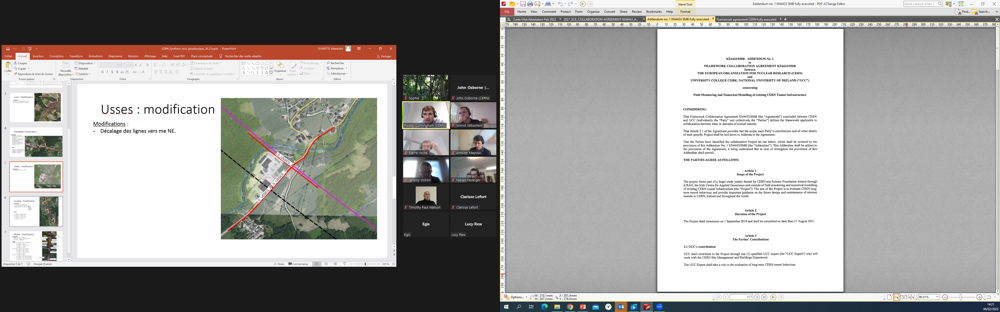 CERN_Synthèse_reco_géophysique_26.23.pptx - PowerPoint
TOURETTE Alexandre
Fichier Accueil Insertion Conception Transitions Animations Diaporama Révision Affichage Aide Foxit PDF Plans conceptuels Rechercher des outils adaptés Partager
Coller
Couper
Copier
Reproduire la mise en forme
Presse-papiers
Nouvelle diapositive
Disposition
Rétablir
Section
Diapositives
Police
Orientation du texte
Aligner le texte
Convertir en graphique SmartArt
Paragraphe
Organiser
Styles rapides
Remplissage
Contour
Effets
Dessin
Rechercher
Remplacer
Sélectionner
Édition
3
Jura1 : Modification
4
Mandallaz modification
5
Usses : modification
6
Vuache : modification
7
Rhône : Modification
Usses : modification
Modifications :
- Décalage des lignes vers me NE.
Chez les Gay
LS USSES 2
LS USSES 1
LS USSES 3
Diapositive 5 de 7 Français (France) Notes Commentaires 105 %
Sophie
John Osborne (...
John Osborne (CERN)
Roddy Cunningham (CERN)
Voiriot Sébastien
Pierre roche
Antoine Mayoux
Jérémy Voiron
Fabian Favarger
Timothy Paul Watson
Clarisse Lefort
Clarisse Lefort
Egis
Egis
Lucy Rew
Lucy Rew
Hand Tool
Addendum no. 1 KN4433 SMB fully executed - PDF-XChange Editor
Quick Launch (Ctrl+.)
File Home View Comment Protect Form Organize Convert Share Review Bookmarks Help Format
Find...
Search...
Carte Vital Attestation Feb 2022
2021_SCE_COLLABORATION-AGREEMENT-KN4433_A...
Addendum no. 1 KN4433 SMB fully executed
Framework agreement CERN fully executed
KE4442/SMB - ADDENDUM No. 1
to
FRAMEWORK COLLABORATION AGREEMENT KN4433/SMB
between
THE EUROPEAN ORGANIZATION FOR NUCLEAR RESEARCH (CERN)
and
UNIVERSITY COLLEGE CORK, NATIONAL UNIVERSITY OF IRELAND (“UCC”)
concerning
Field Monitoring and Numerical Modelling of existing CERN Tunnel Infrastructure
CONSIDERING:
That Framework Collaboration Agreement KN4433/SMB (the “Agreement”) concluded between CERN
and UCC (individually the “Party” and collectively the “Parties”) defines the framework applicable to
collaboration between them in domains of mutual interest;
That Article 2.1 of the Agreement provides that the scope, each Party’s contributions and all other details
of each specific Project shall be laid down in Addenda to the Agreement;
That the Parties have identified the collaborative Project set out below, which shall be covered by the
provisions of this Addendum No. 1 KN4442/SMB (the “Addendum”). This Addendum shall be subject to
the provisions of the Agreement, it being understood that in case of divergence the provisions of this
Addendum shall prevail,
THE PARTIES AGREE AS FOLLOWS:
Article 1
Scope of the Project
The project forms part of a larger study jointly funded by CERN and Science Foundation Ireland through
iCRAG, the Irish Centre for Applied Geoscience and consists of field monitoring and numerical modelling
of existing CERN tunnel infrastructure (the “Project”). The aim of the Project is to evaluate CERN long-
term tunnel behaviour and provide important guidance on the future design and maintenance of relevant
tunnels in CERN, Ireland and throughout the world.
Article 2
Duration of the Project
The Project shall commence on 1 September 2019 and shall be completed no later than 31 August 2021.
Article 3
The Parties’ Contributions
3.1 UCC's contribution:
UCC shall contribute to the Project through one (1) qualified UCC expert (the “UCC Expert”) who will
work with the CERN Site Management and Buildings Department.
The UCC Expert shall take a role in the evaluation of long-term CERN tunnel behaviour.
Options...
W: 210.1mm
H: 297.2mm
X: 281.4mm
Y: 276.9mm
1/6
90.01%
14:21
06/02/2023